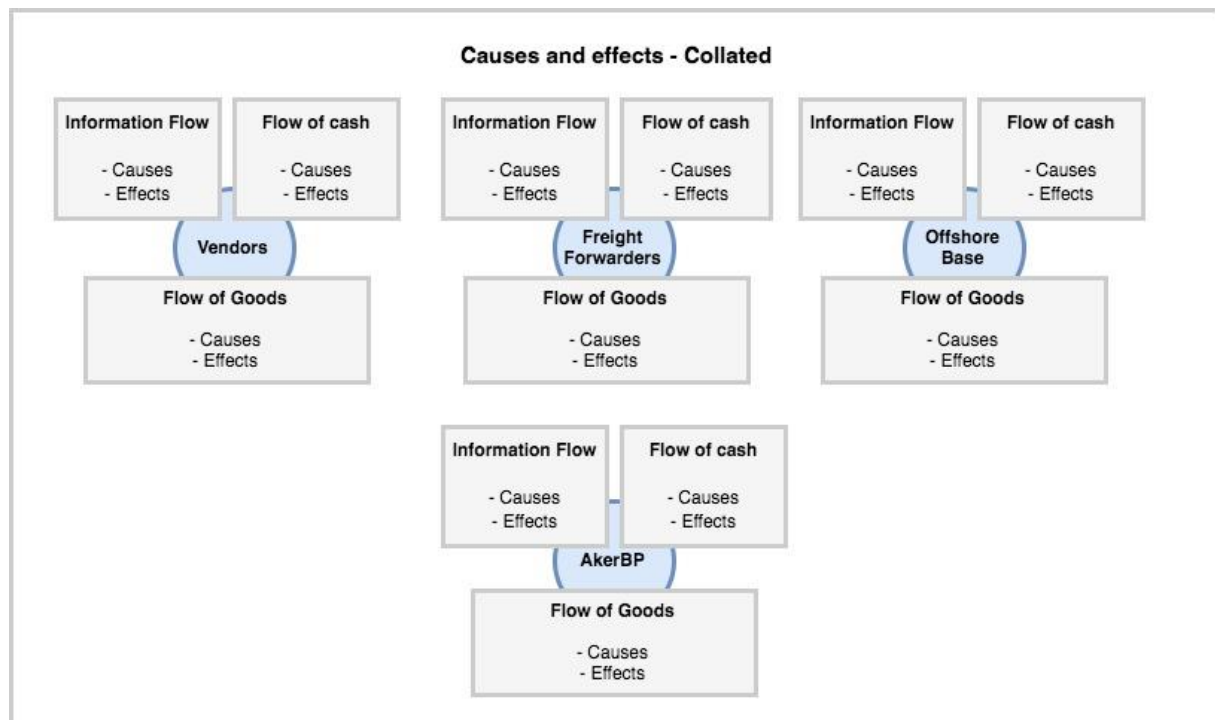 Causes and effects - Collated
Information Flow
- Causes
- Effects
Flow of cash
- Causes
- Effects
Vendors
Flow of Goods
- Causes
- Effects
Information Flow
- Causes
- Effects
Flow of cash
- Causes
- Effects
Freight
Forwarders
Flow of Goods
- Causes
- Effects
Information Flow
- Causes
- Effects
Flow of cash
- Causes
- Effects
Offshore
Base
Flow of Goods
- Causes
- Effects
Information Flow
- Causes
- Effects
Flow of cash
- Causes
- Effects
AkerBP
Flow of Goods
- Causes
- Effects